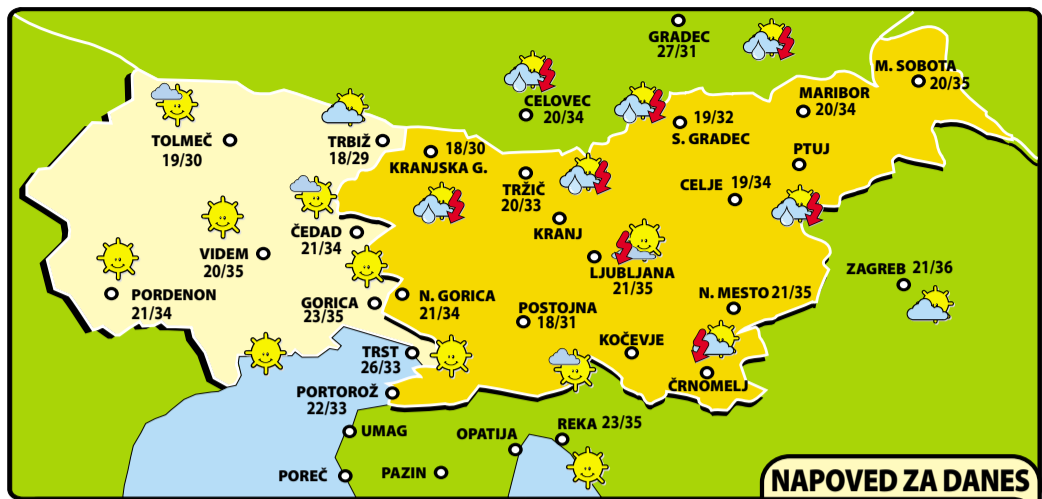 GRADEC
27/31
M. SOBOTA
20/35
MARIBOR
20/34
CELOVEC
20/34
19/32
S. GRADEC
TOLMEČ
19/30
TRBIŽ
18/29
18/30
KRANJSKA G.
PTUJ
TRŽIČ
20/33
CELJE 19/34
ČEDAD
21/34
KRANJ
VIDEM
20/35
LJUBLJANA
21/35
ZAGREB 21/36
PORDENON
21/34
GORICA
23/35
N. GORICA
21/34
N. MESTO 21/35
POSTOJNA
18/31
KOČEVJE
TRST
26/33
ČRNOMELJ
PORTOROŽ
22/33
UMAG
OPATIJA
REKA 23/35
POREČ
PAZIN
NAPOVED ZA DANES